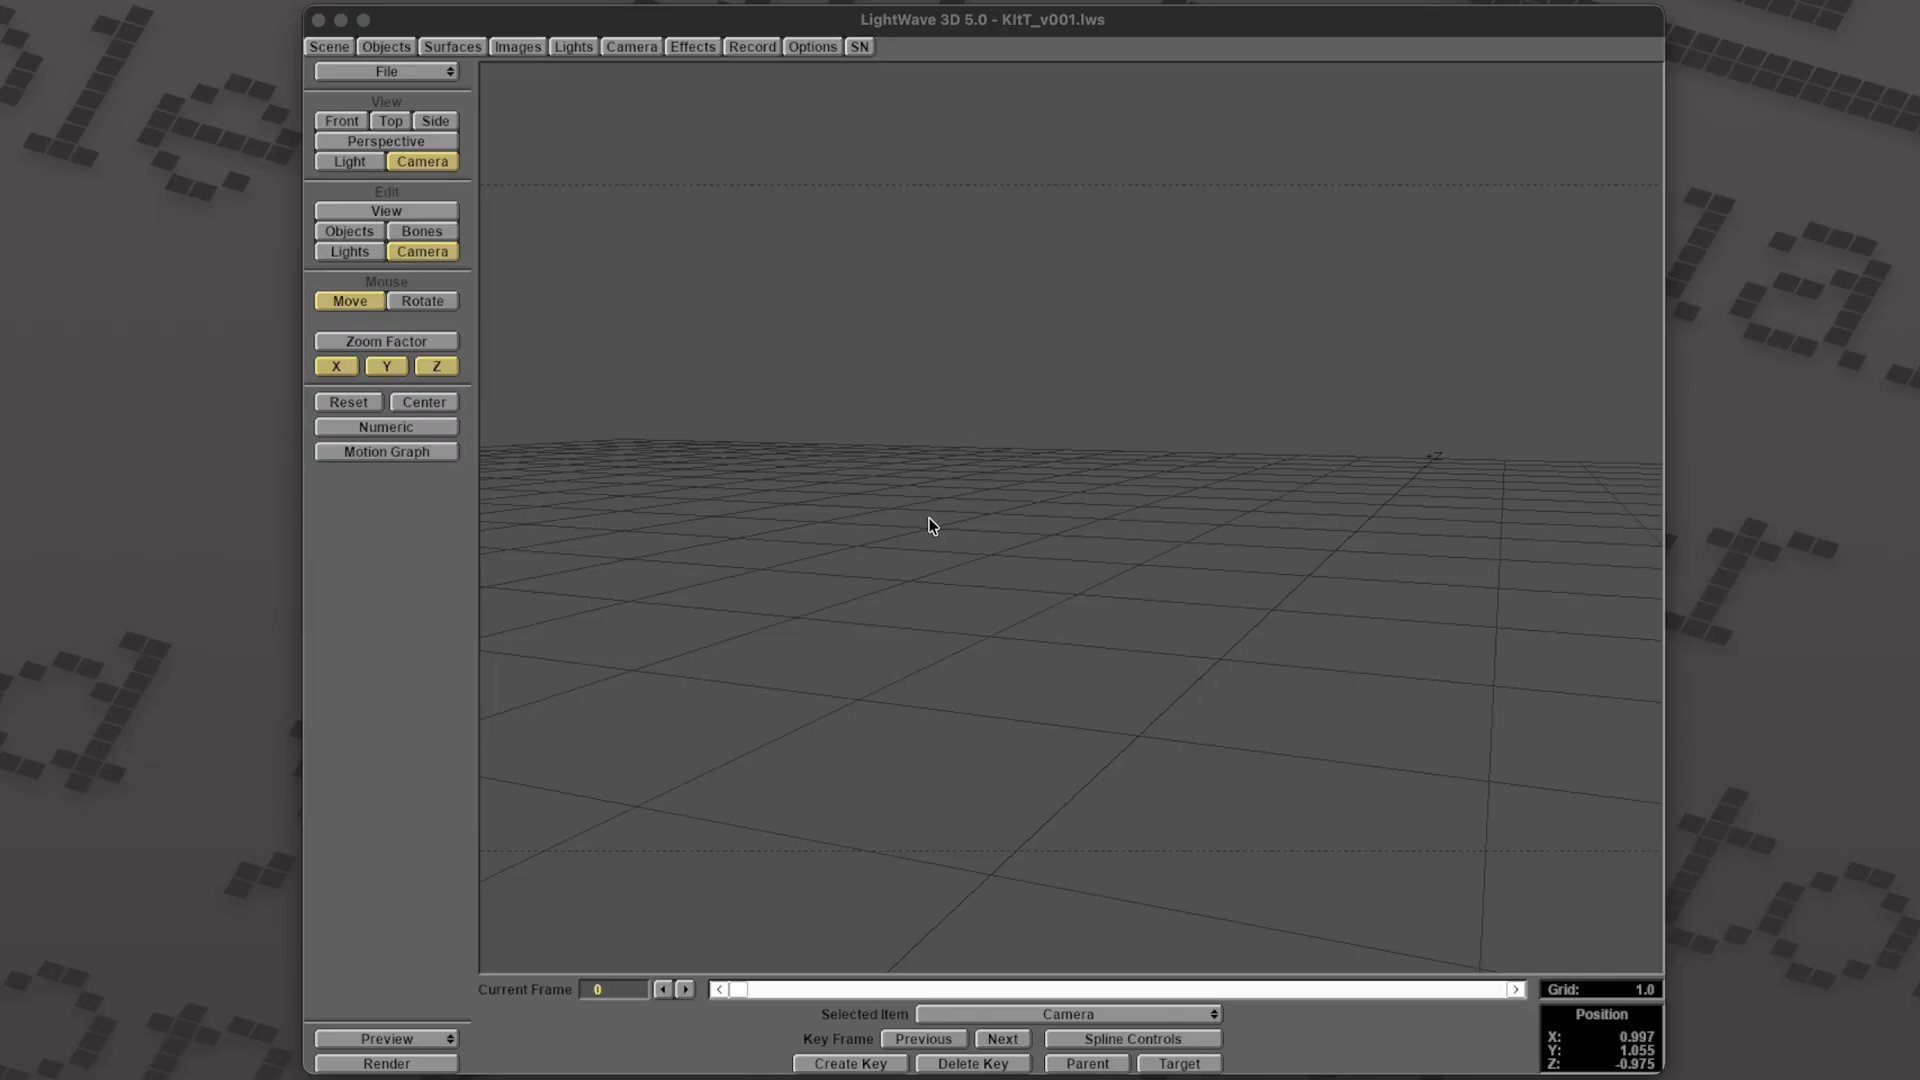 LightWave 3D 5.0 - KItT_v001.lws
Scene Objects Surfaces Images Lights Camera Effects Record Options SN
File
View
Front Top Side
Perspective
Light Camera
Edit
View
Objects Bones
Lights Camera
Mouse
Move Rotate
Zoom Factor
X Y Z
Reset Center
Numeric
Motion Graph
+Z
Current Frame 0
Grid: 1.0
Selected Item Camera
Position
Key Frame Previous Next Spline Controls
X: 0.997
Y: 1.055
Z: -0.975
Create Key Delete Key Parent Target
Preview
Render